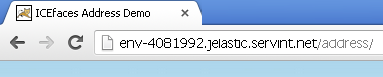 ICEfaces Address Demo
env-4081992.jelastic.servint.net/address/